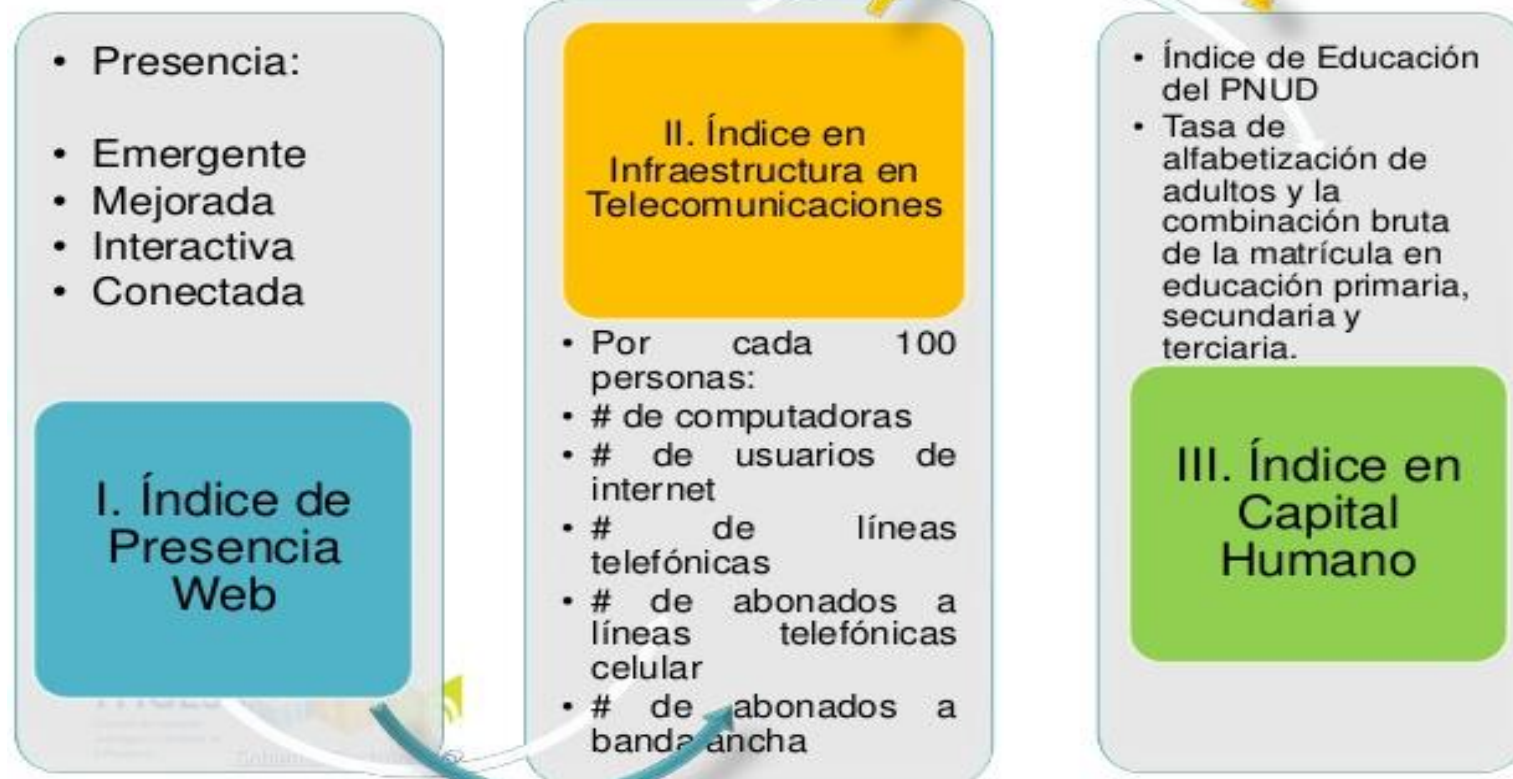 • Presencia:
• Emergente
• Mejorada
• Interactiva
• Conectada
I. Índice de
Presencia
Web
II. Índice en
Infraestructura en
Telecomunicaciones
• Por cada 100
personas:
• # de computadoras
• # de usuarios de
internet
• # de líneas
telefónicas
• # de abonados a
líneas telefónicas
celular
• # de abonados a
banda ancha
• Índice de Educación
del PNUD
• Tasa de
alfabetización de
adultos y la
combinación bruta
de la matrícula en
educación primaria,
secundaria y
terciaria.
III. Índice en
Capital
Humano